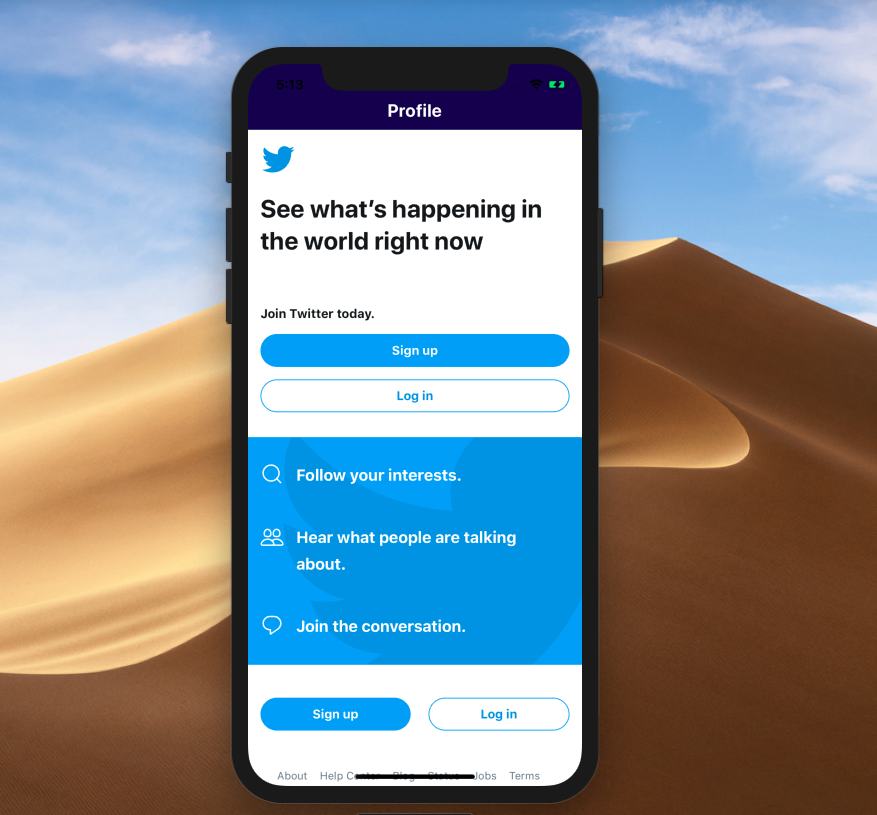 5:13
Profile
See what’s happening in
the world right now
Join Twitter today.
Sign up
Log in
Follow your interests.
Hear what people are talking
about.
Join the conversation.
Sign up Log in
About Help Center Blog Status Jobs Terms